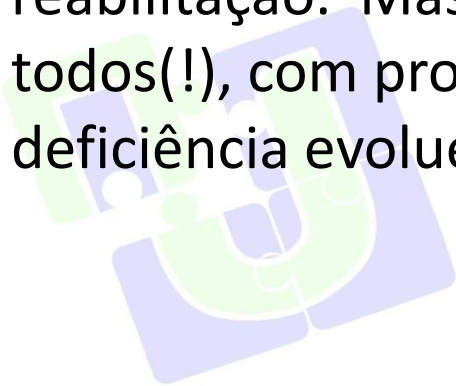 reabilitação. Mas
todos(!), com pro
deficiência evolue